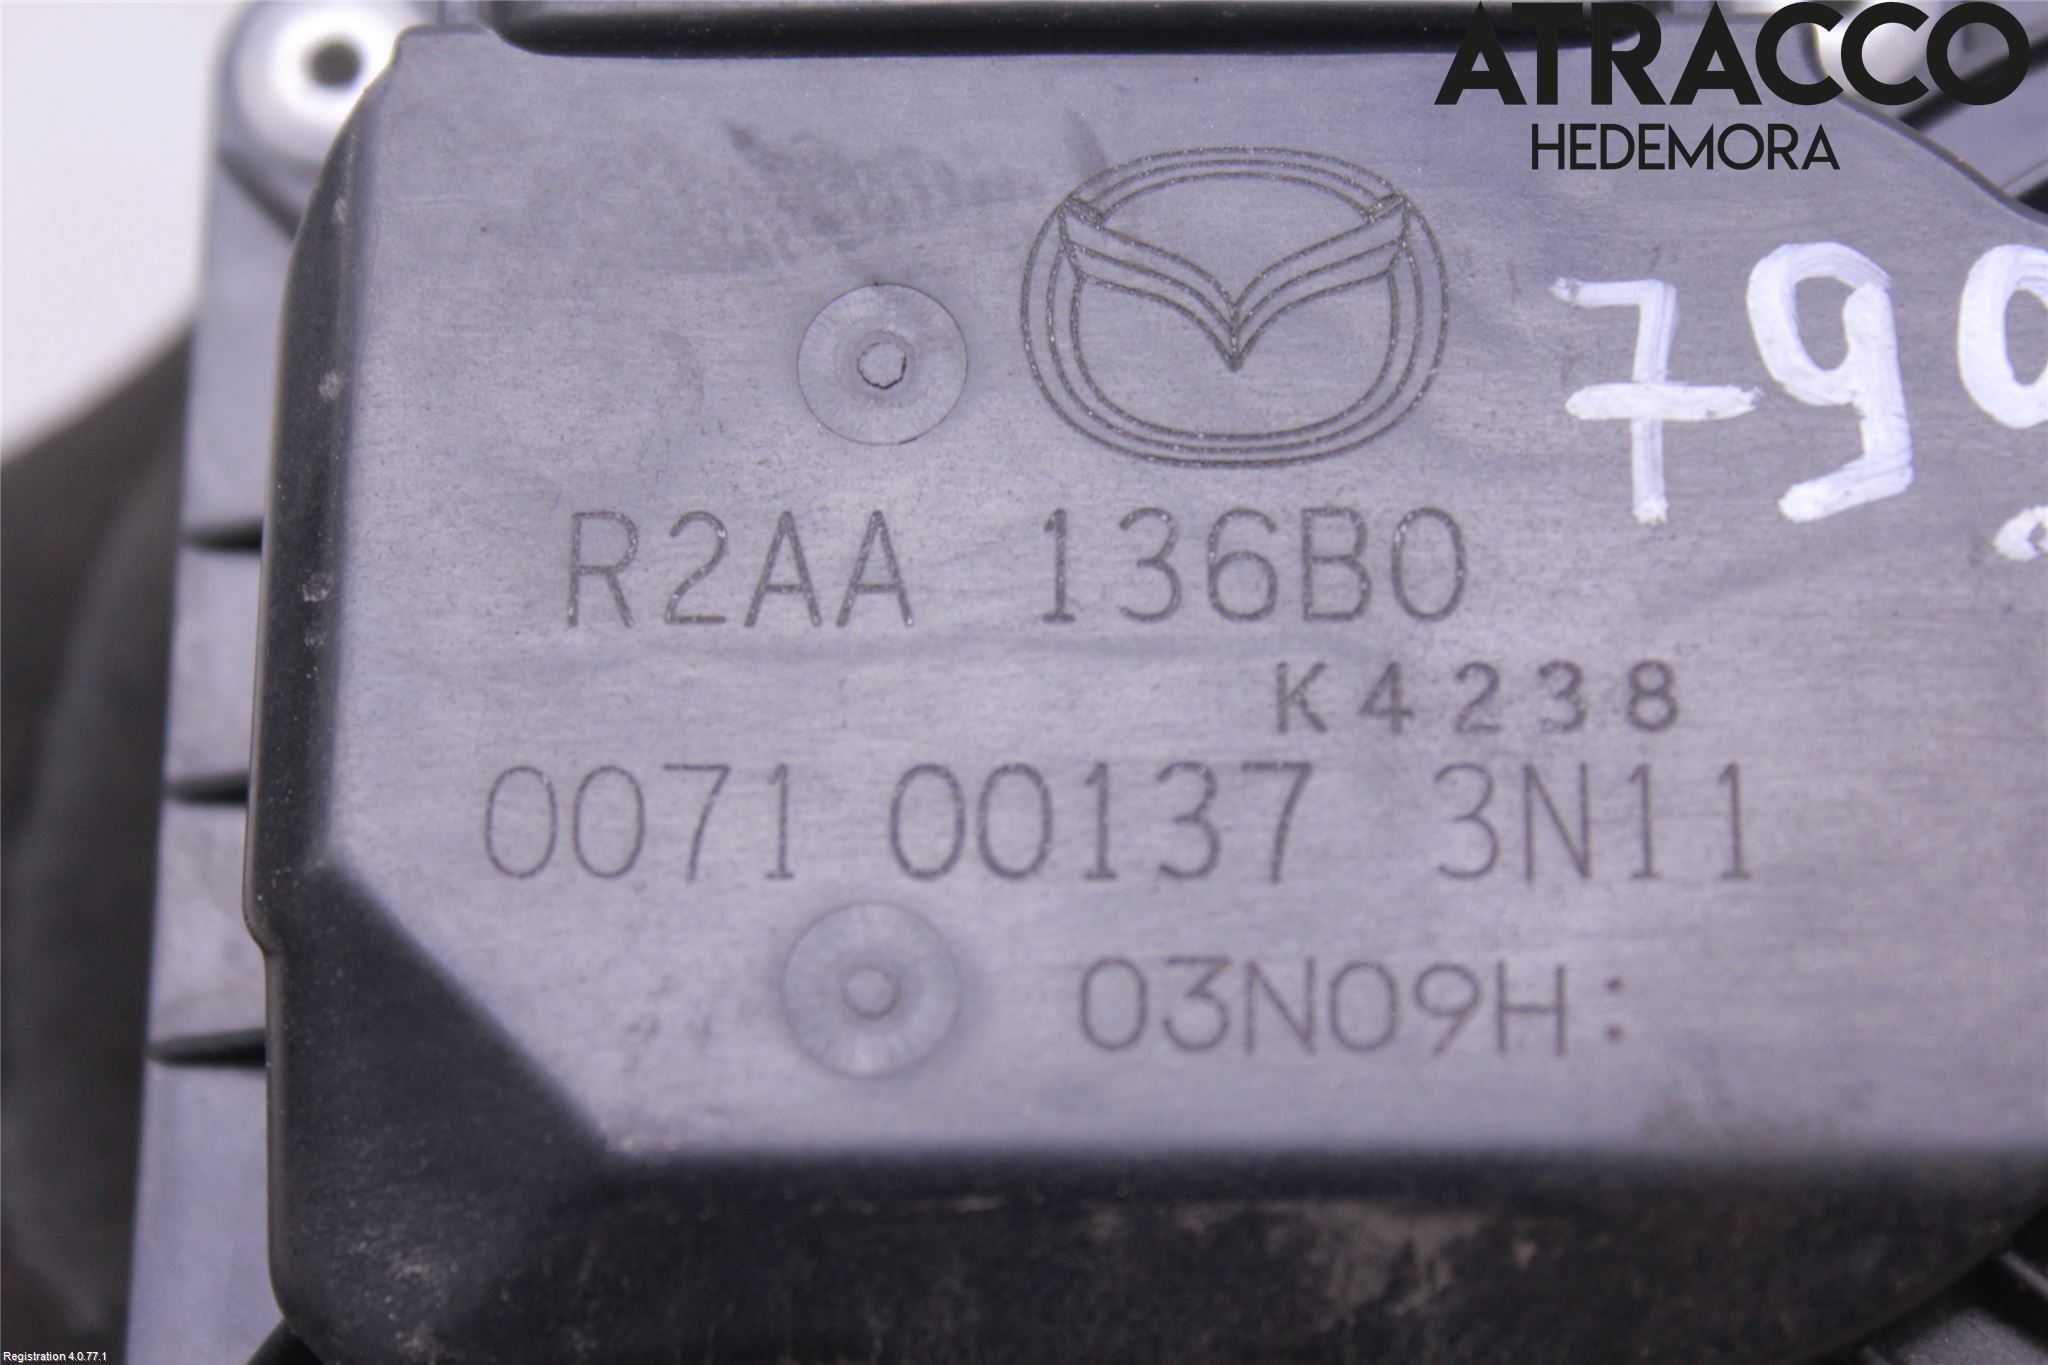 ATRACCO
HEDEMORA
R2AA 136B0
K4238
0071 00137 3N11
03N09H:
Registration 4.0.77.1